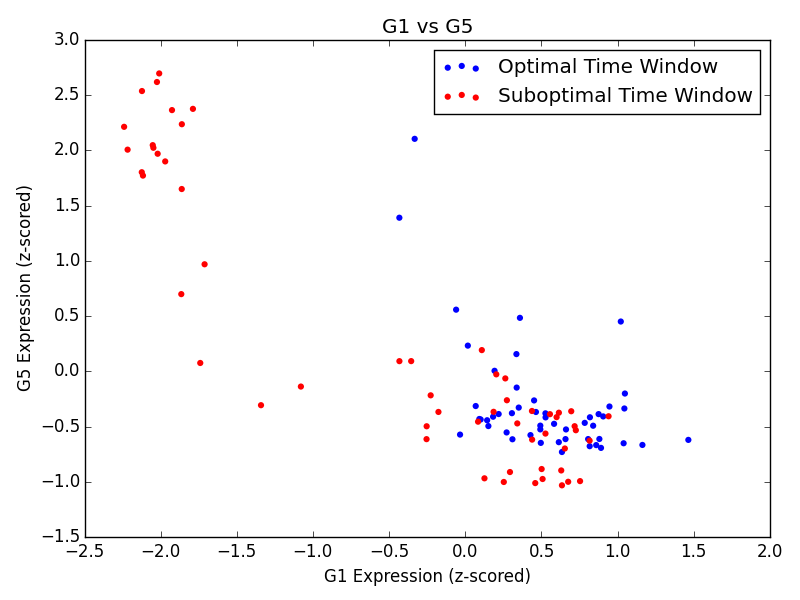 G1 vs G5
Optimal Time Window
Suboptimal Time Window
3.0
2.5
2.0
1.5
1.0
0.5
0.0
−0.5
−1.0
−1.5
G5 Expression (z-scored)
−2.5 −2.0 −1.5 −1.0 −0.5 0.0 0.5 1.0 1.5 2.0
G1 Expression (z-scored)